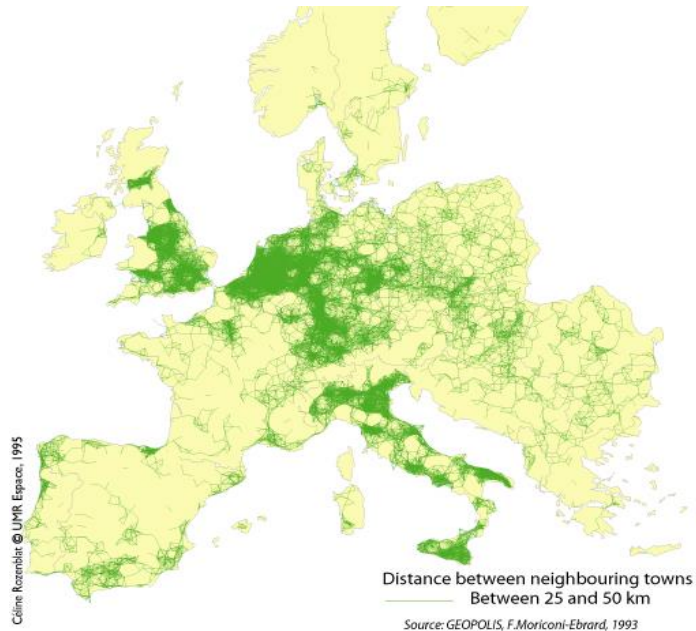 Céline Rozenblat © UMR Espace, 1995
Distance between neighbouring towns
Between 25 and 50 km
Source: GEOPOLIS, F.Moriconi-Ebrard, 1993